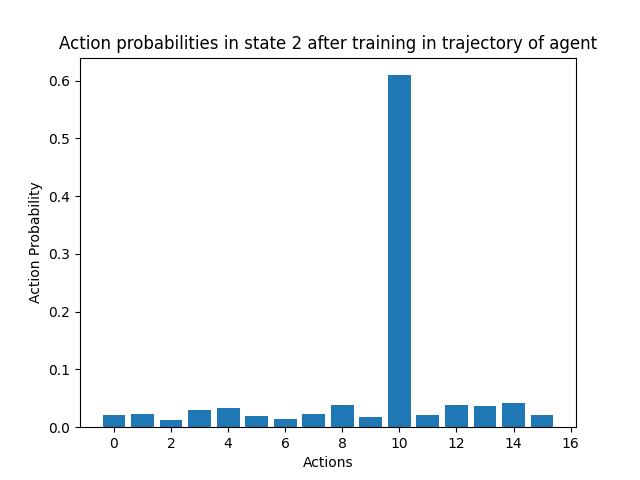 Action probabilities in state 2 after training in trajectory of agent
0.6
0.5
0.4
0.3
0.2
0.1
0.0
Action Probability
0 2 4 6 8 10 12 14 16
Actions